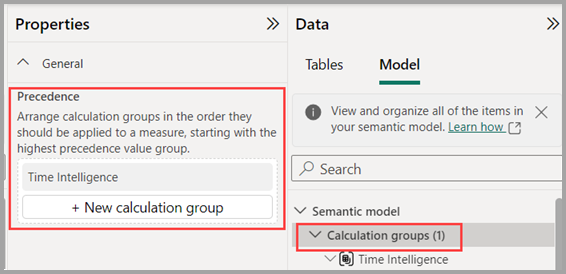 Properties
General
Precedence
Arrange calculation groups in the order they
should be applied to a measure, starting with the
highest precedence value group.
Time Intelligence
+ New calculation group
Data
Tables
Model
View and organize all of the items in
your semantic model. Learn how
Search
Semantic model
Calculation groups (1)
Time Intelligence